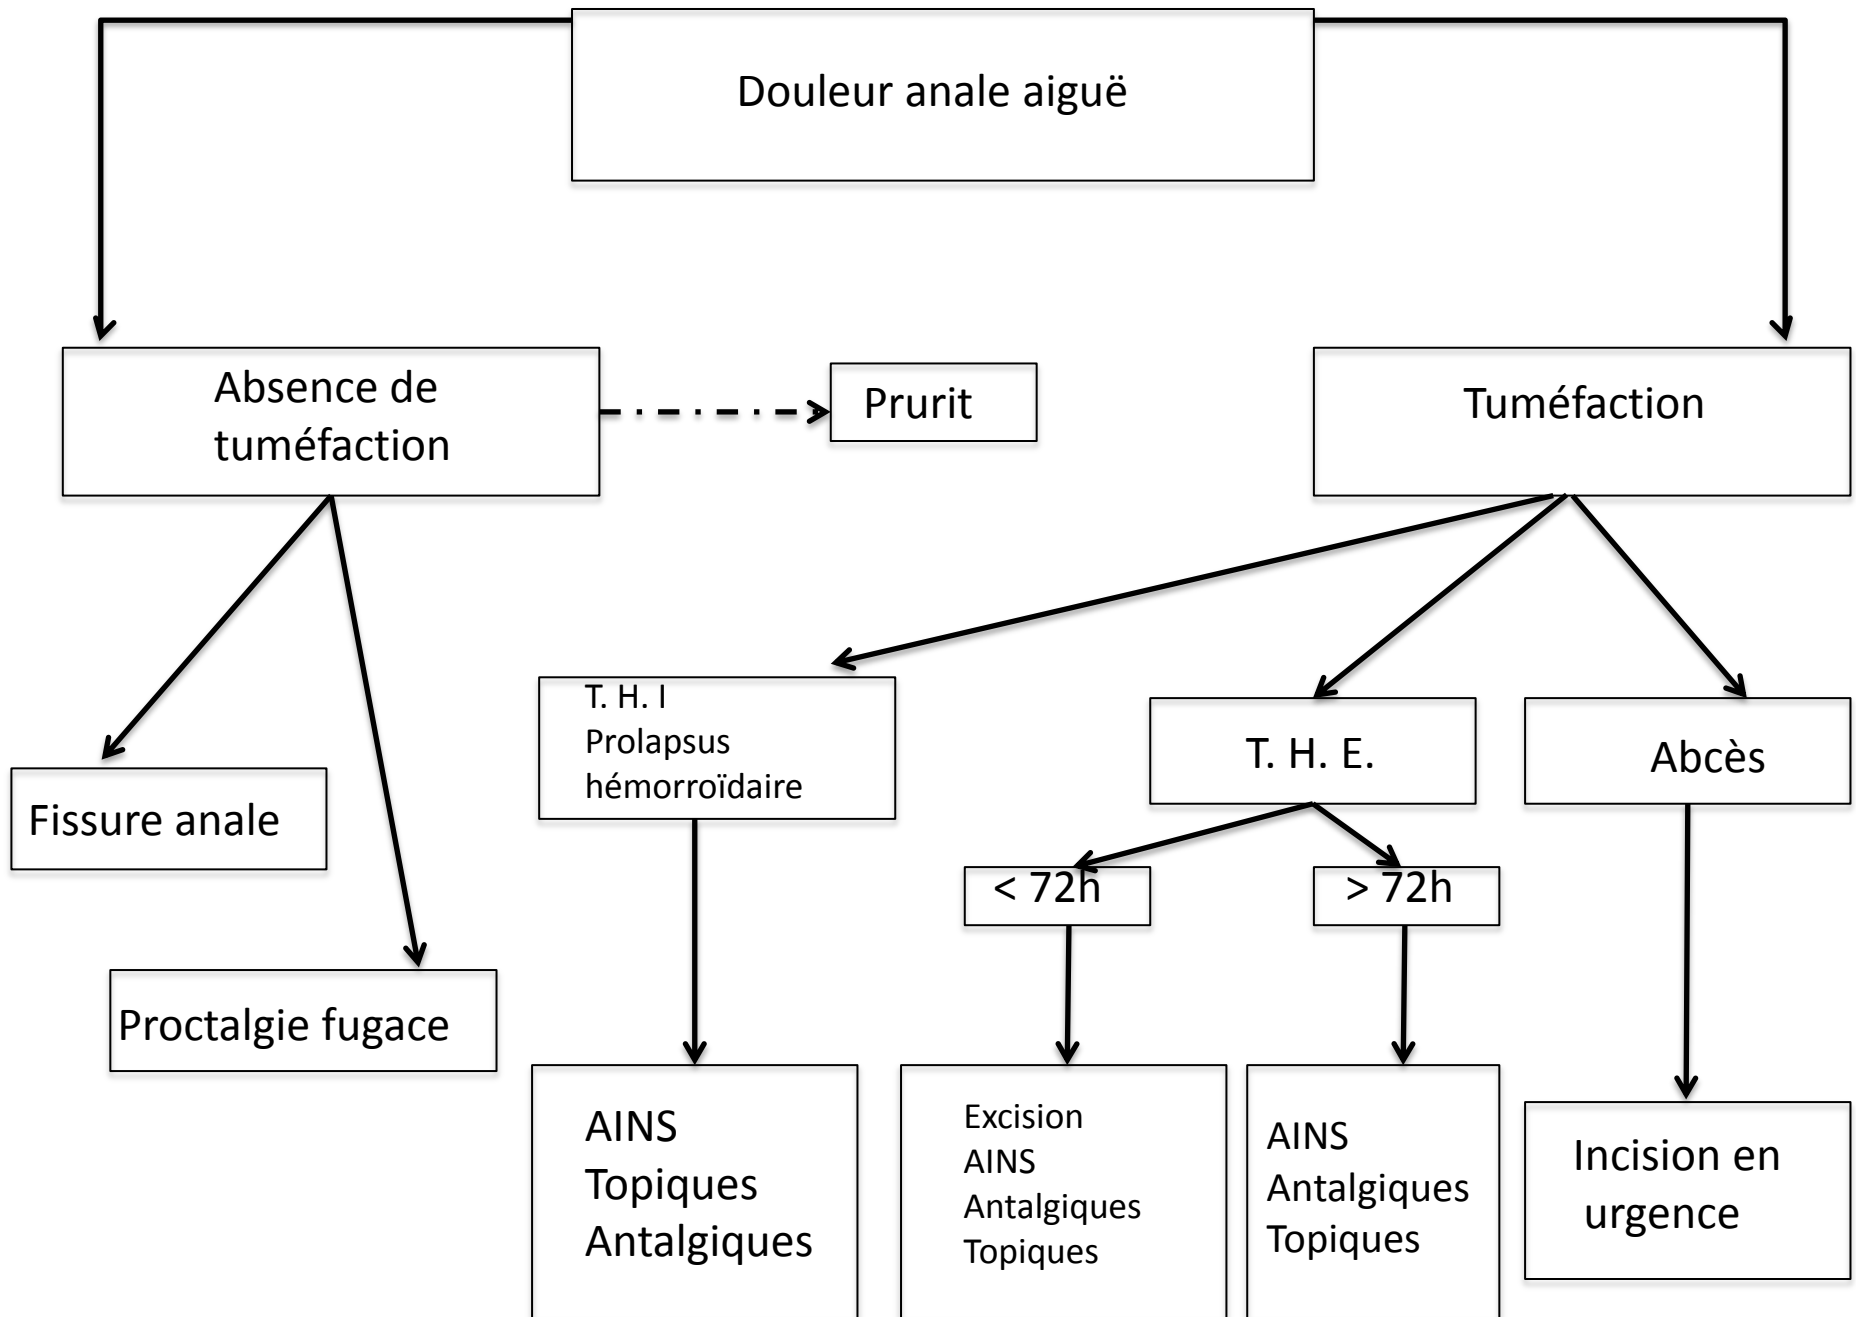 Douleur anale aiguë
Absence de
tuméfaction
Prurit
Tuméfaction
T. H. I
Prolapsus
hémorroïdaire
T. H. E.
Abcès
Fissure anale
< 72h
> 72h
Proctalgie fugace
AINS
Topiques
Antalgiques
Excision
AINS
Antalgiques
Topiques
AINS
Antalgiques
Topiques
Incision en
urgence